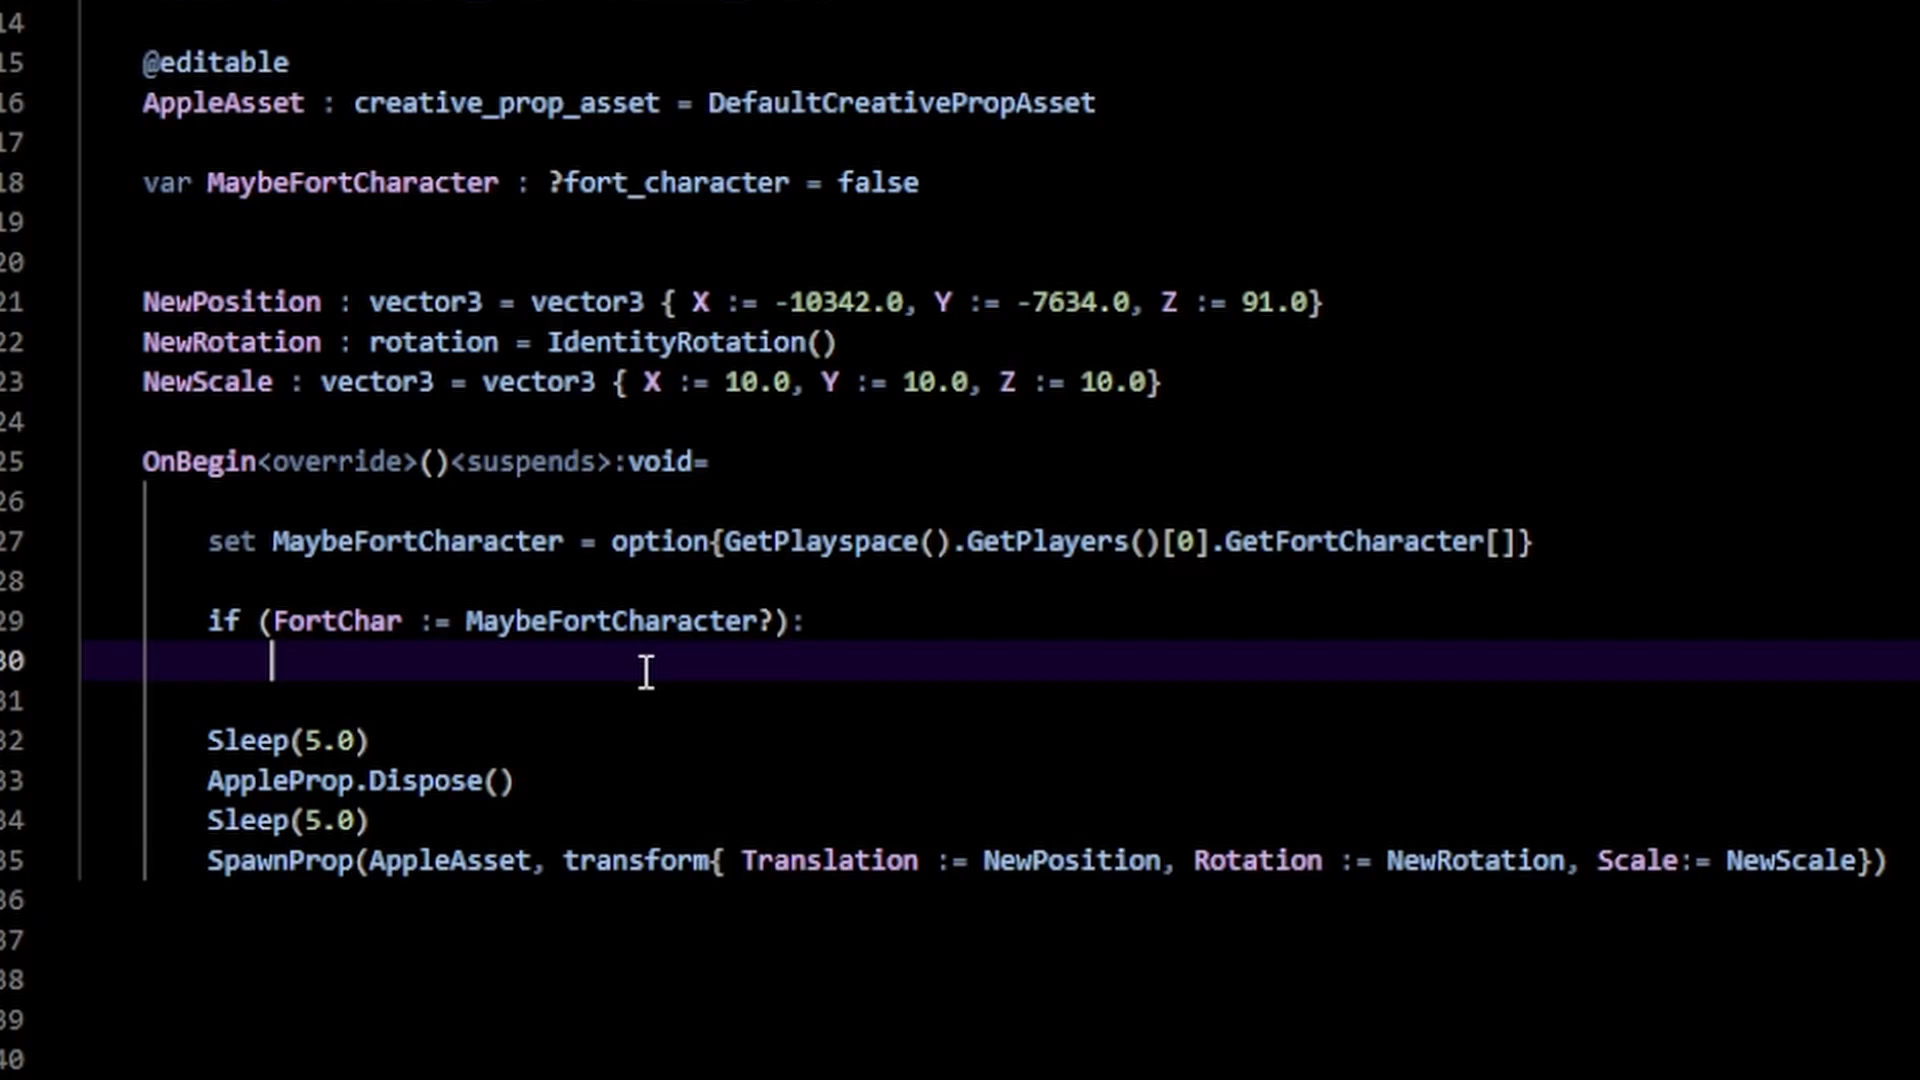 14
15 @editable
16 AppleAsset : creative_prop_asset = DefaultCreativePropAsset
17
18 var MaybeFortCharacter : ?fort_character = false
19
20
21 NewPosition : vector3 = vector3 { X := -10342.0, Y := -7634.0, Z := 91.0}
22 NewRotation : rotation = IdentityRotation()
23 NewScale : vector3 = vector3 { X := 10.0, Y := 10.0, Z := 10.0}
24
25 OnBegin<override>()<suspends>:void=
26
27 set MaybeFortCharacter = option{GetPlayspace().GetPlayers()[0].GetFortCharacter[]}
28
29 if (FortChar := MaybeFortCharacter?):
30
31
32 Sleep(5.0)
33 AppleProp.Dispose()
34 Sleep(5.0)
35 SpawnProp(AppleAsset, transform{ Translation := NewPosition, Rotation := NewRotation, Scale:= NewScale})
36
37
38
39
40